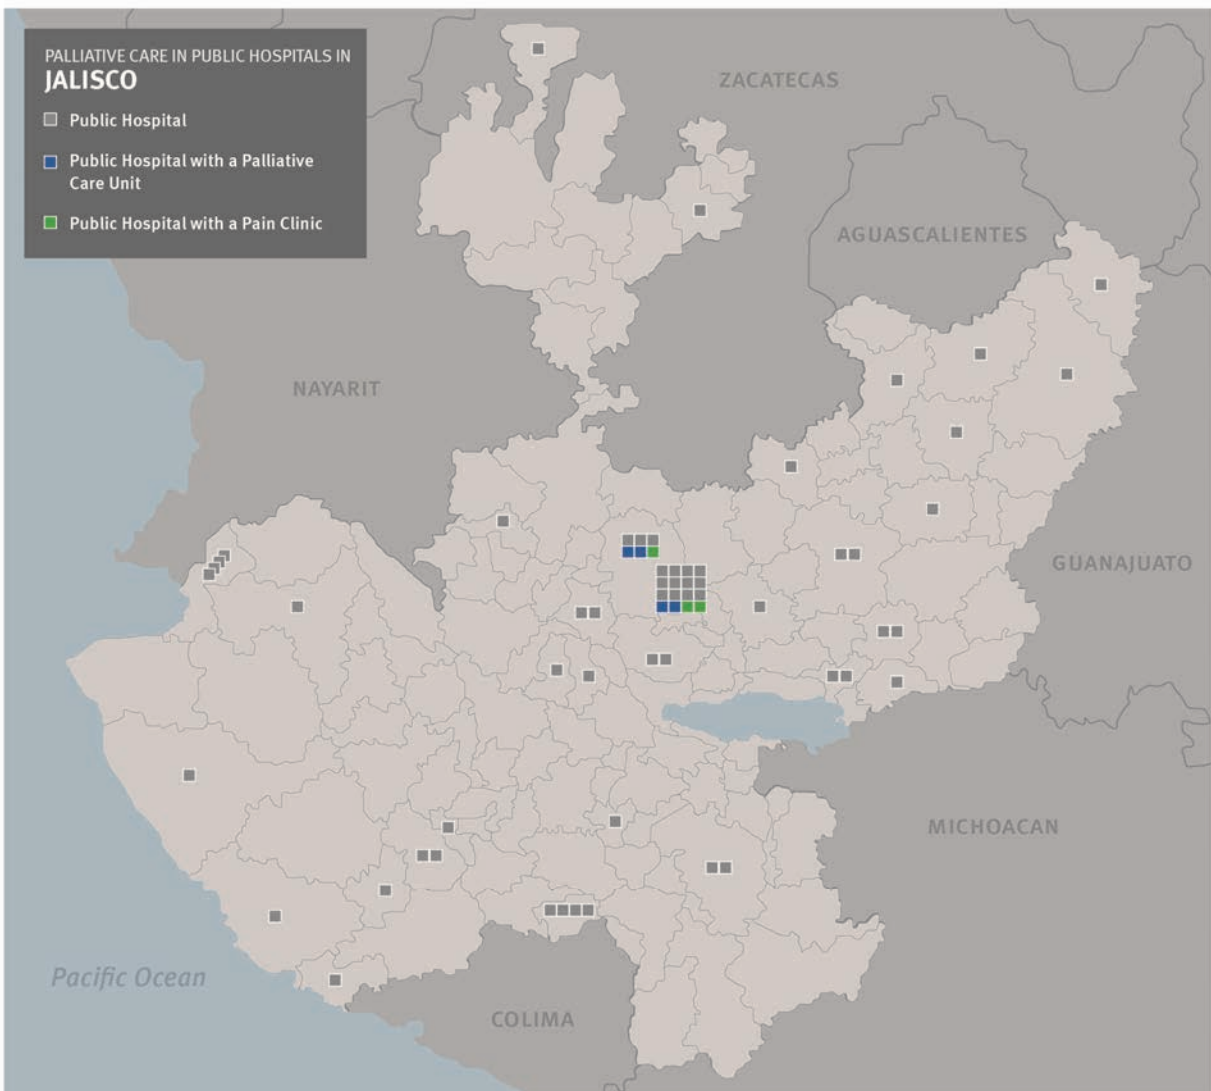 PALLIATIVE CARE IN PUBLIC HOSPITALS IN
JALISCO
Public Hospital
Public Hospital with a Palliative
Care Unit
Public Hospital with a Pain Clinic
ZACATECAS
AGUASCALIENTES
NAYARIT
GUANAJUATO
MICHOACAN
Pacific Ocean
COLIMA